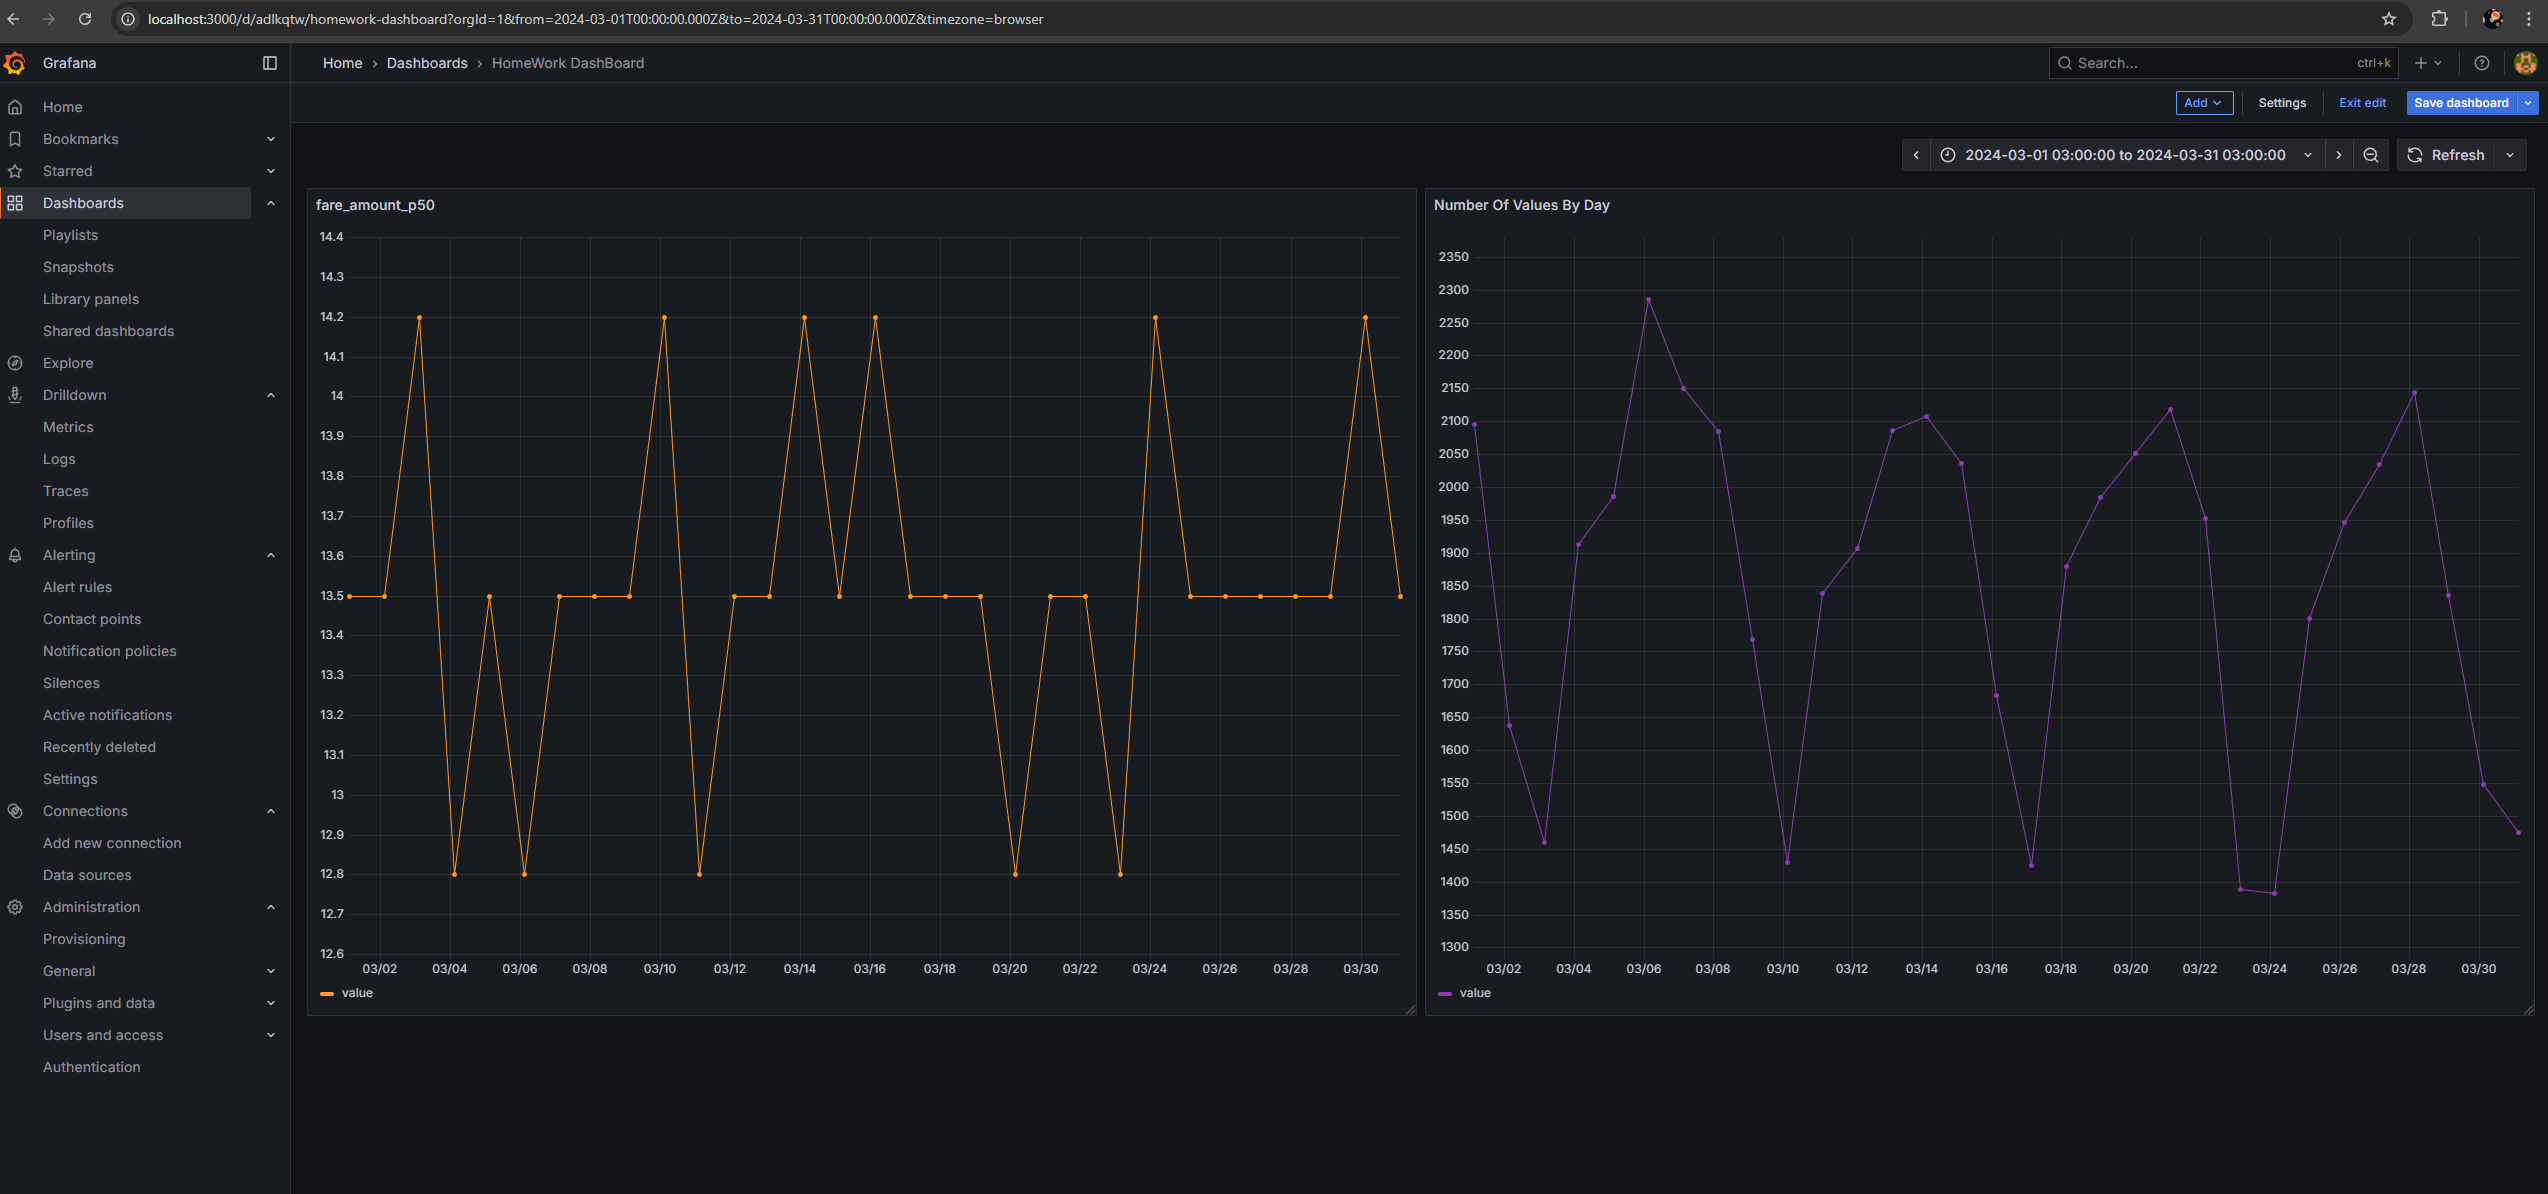 localhost:3000/d/adlkqtw/homework-dashboard?orgId=1&from=2024-03-01T00:00:00.000Z&to=2024-03-31T00:00:00.000Z&timezone=browser
Grafana
Home › Dashboards › HomeWork DashBoard
Search...
ctrl+k
Add
Settings
Exit edit
Save dashboard
2024-03-01 03:00:00 to 2024-03-31 03:00:00
Refresh
Home
Bookmarks
Starred
Dashboards
Playlists
Snapshots
Library panels
Shared dashboards
Explore
Drilldown
Metrics
Logs
Traces
Profiles
Alerting
Alert rules
Contact points
Notification policies
Silences
Active notifications
Recently deleted
Settings
Connections
Add new connection
Data sources
Administration
Provisioning
General
Plugins and data
Users and access
Authentication
fare_amount_p50
14.4
14.3
14.2
14.1
14
13.9
13.8
13.7
13.6
13.5
13.4
13.3
13.2
13.1
13
12.9
12.8
12.7
12.6
03/02 03/04 03/06 03/08 03/10 03/12 03/14 03/16 03/18 03/20 03/22 03/24 03/26 03/28 03/30
value
Number Of Values By Day
2350
2300
2250
2200
2150
2100
2050
2000
1950
1900
1850
1800
1750
1700
1650
1600
1550
1500
1450
1400
1350
1300
03/02 03/04 03/06 03/08 03/10 03/12 03/14 03/16 03/18 03/20 03/22 03/24 03/26 03/28 03/30
value